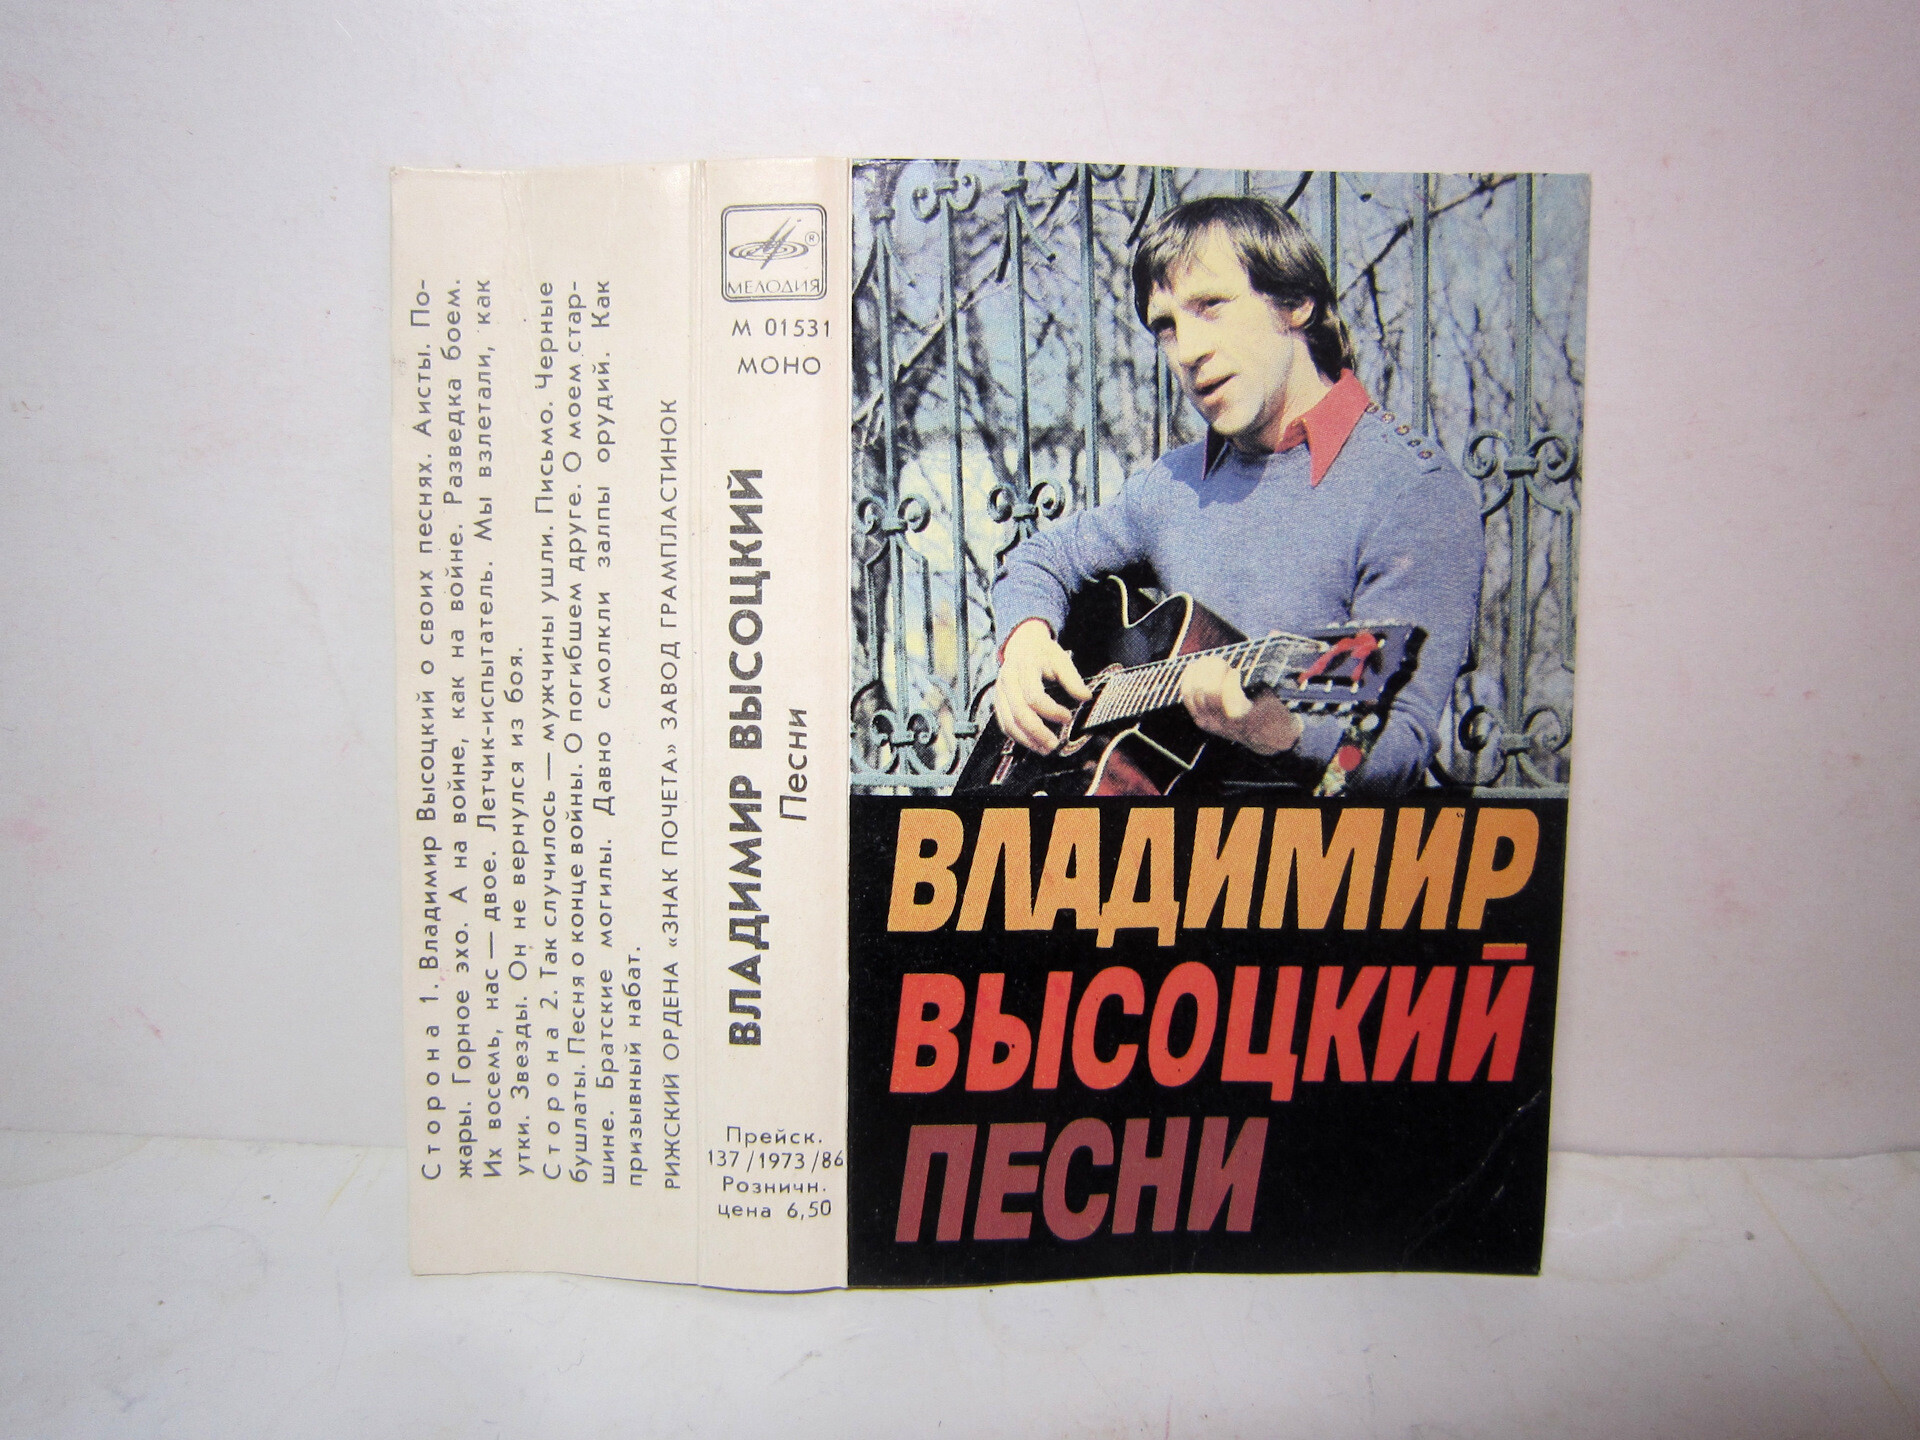 Сторона 1. Владимир Высоцкий о своих песнях. Аисты. По-
жары. Горное эхо. А на войне, как на войне. Разведка боем.
Их восемь, нас — двое. Летчик-испытатель. Мы взлетали, как
утки. Звезды. Он не вернулся из боя.
Сторона 2. Так случилось — мужчины ушли. Письмо. Черные
бушлаты. Песня о конце войны. О погибшем друге. О моем стар-
шине. Братские могилы. Давно смолкли залпы орудий. Как
призывный набат.
РИЖСКИЙ ОРДЕНА «ЗНАК ПОЧЕТА» ЗАВОД ГРАМПЛАСТИНОК
®
МЕЛОДИЯ
М 01531
МОНО
ВЛАДИМИР ВЫСОЦКИЙ
Песни
Прейск.
137/1973/86
Розничн.
цена 6,50
ВЛАДИМИР
ВЫСОЦКИЙ
ПЕСНИ